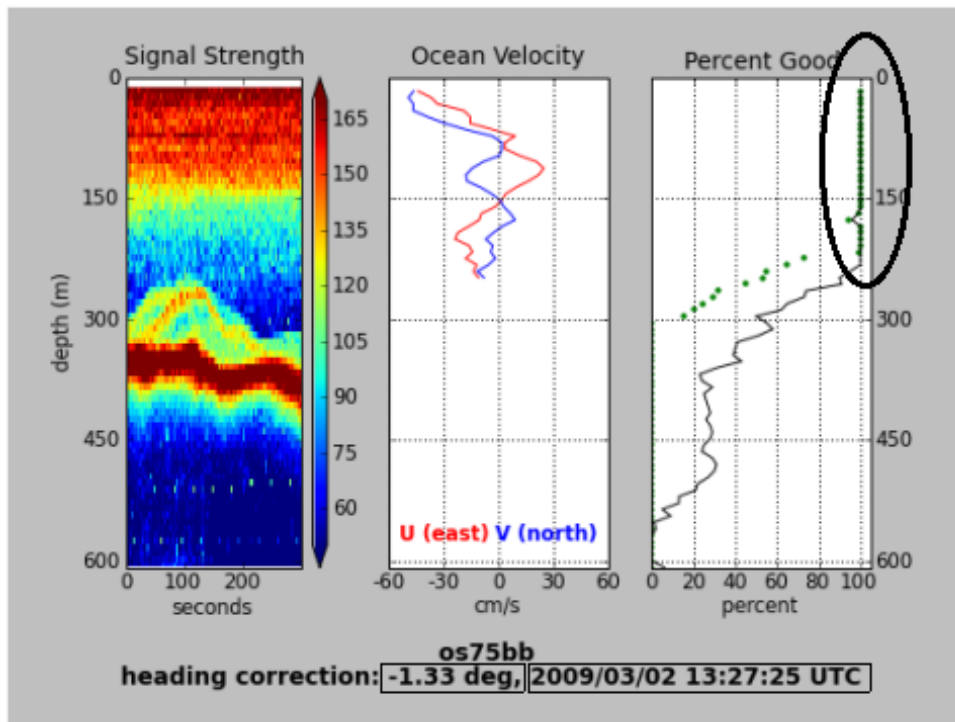 Signal Strength
Ocean Velocity
Percent Good
0
150
300
450
600
depth (m)
0 100 200
seconds
165
150
135
120
105
90
75
60
U (east) V (north)
-60 -30 0 30 60
cm/s
0
150
300
450
600
0 20 40 60 80 100
percent
os75bb
heading correction: -1.33 deg, 2009/03/02 13:27:25 UTC